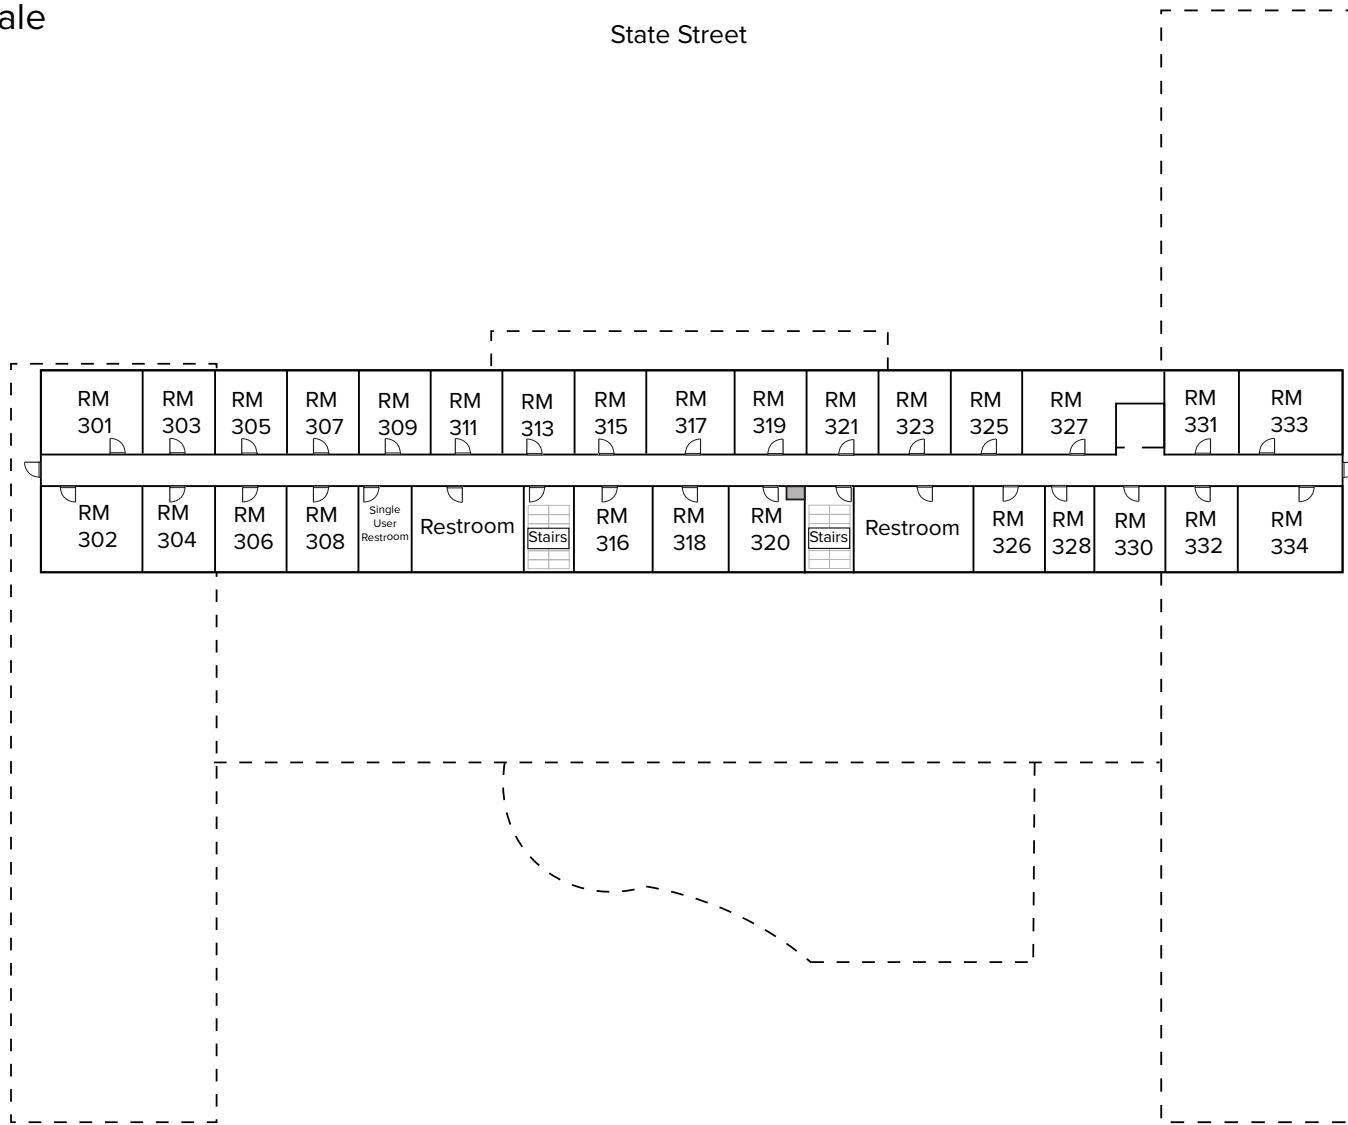 ale
State Street
RM
301
RM
303
RM
305
RM
307
RM
309
RM
311
RM
313
RM
315
RM
317
RM
319
RM
321
RM
323
RM
325
RM
327
RM
331
RM
333
RM
302
RM
304
RM
306
RM
308
Single
User
Restroom
Restroom
Stairs
RM
316
RM
318
RM
320
Stairs
Restroom
RM
326
RM
328
RM
330
RM
332
RM
334